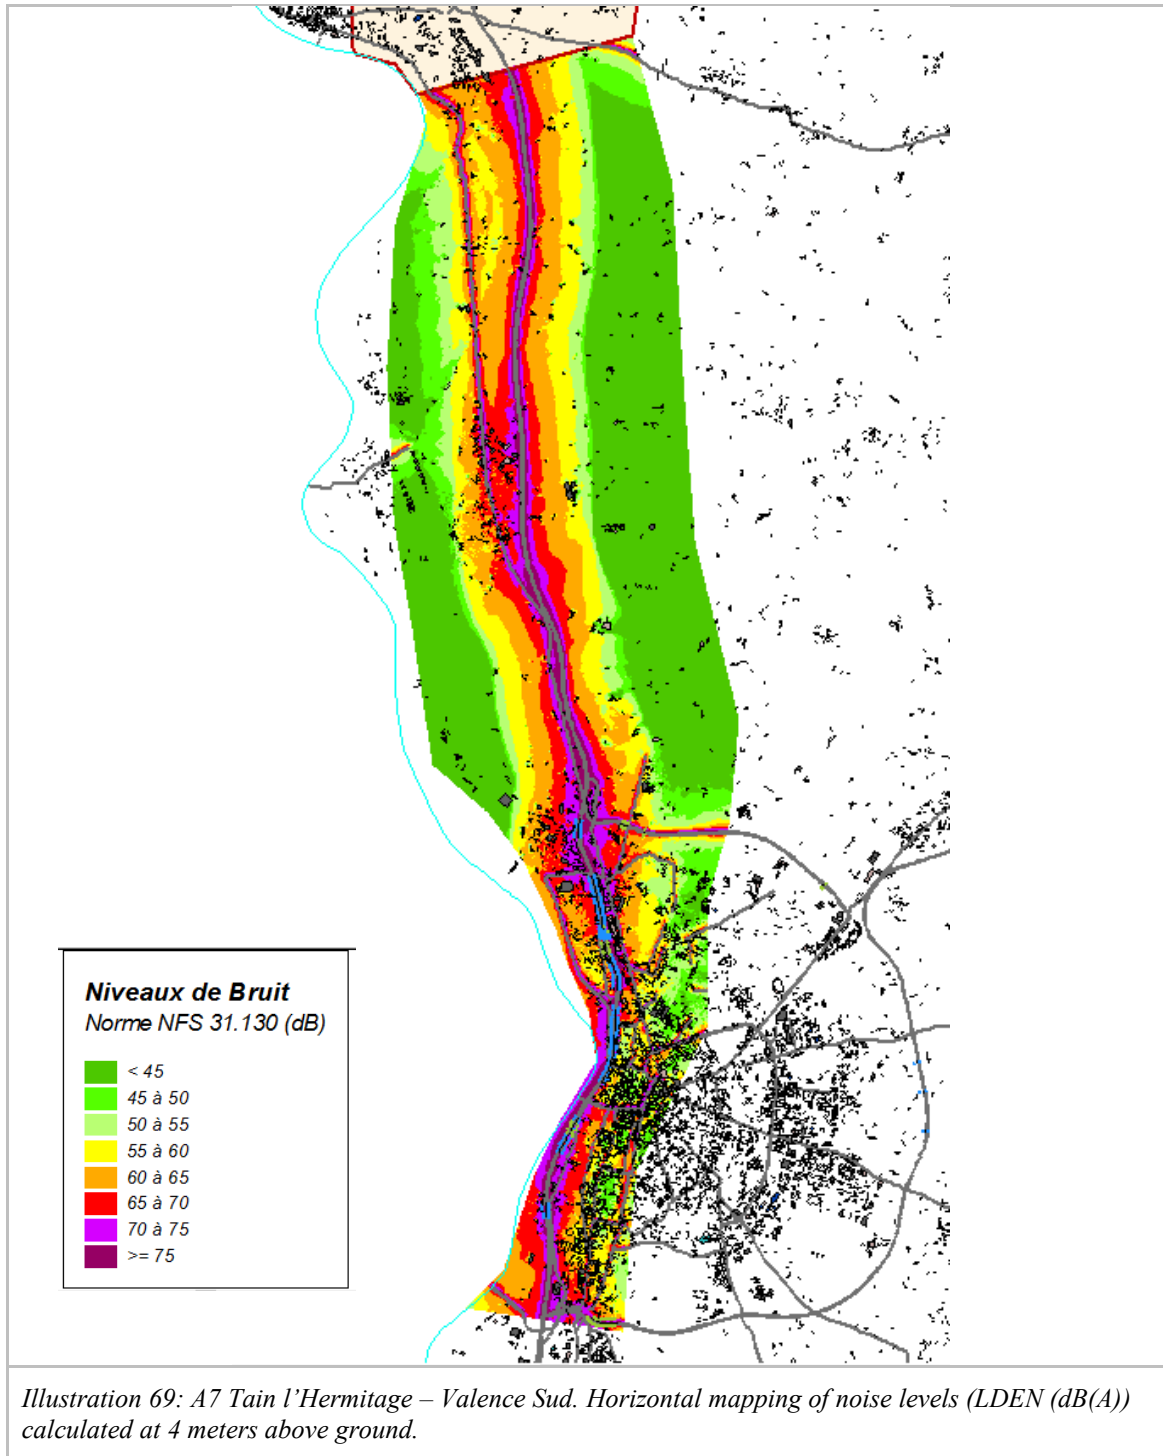 Niveaux de Bruit
Norme NFS 31.130 (dB)
< 45
45 à 50
50 à 55
55 à 60
60 à 65
65 à 70
70 à 75
>= 75
Illustration 69: A7 Tain l’Hermitage – Valence Sud. Horizontal mapping of noise levels (LDEN (dB(A))
calculated at 4 meters above ground.